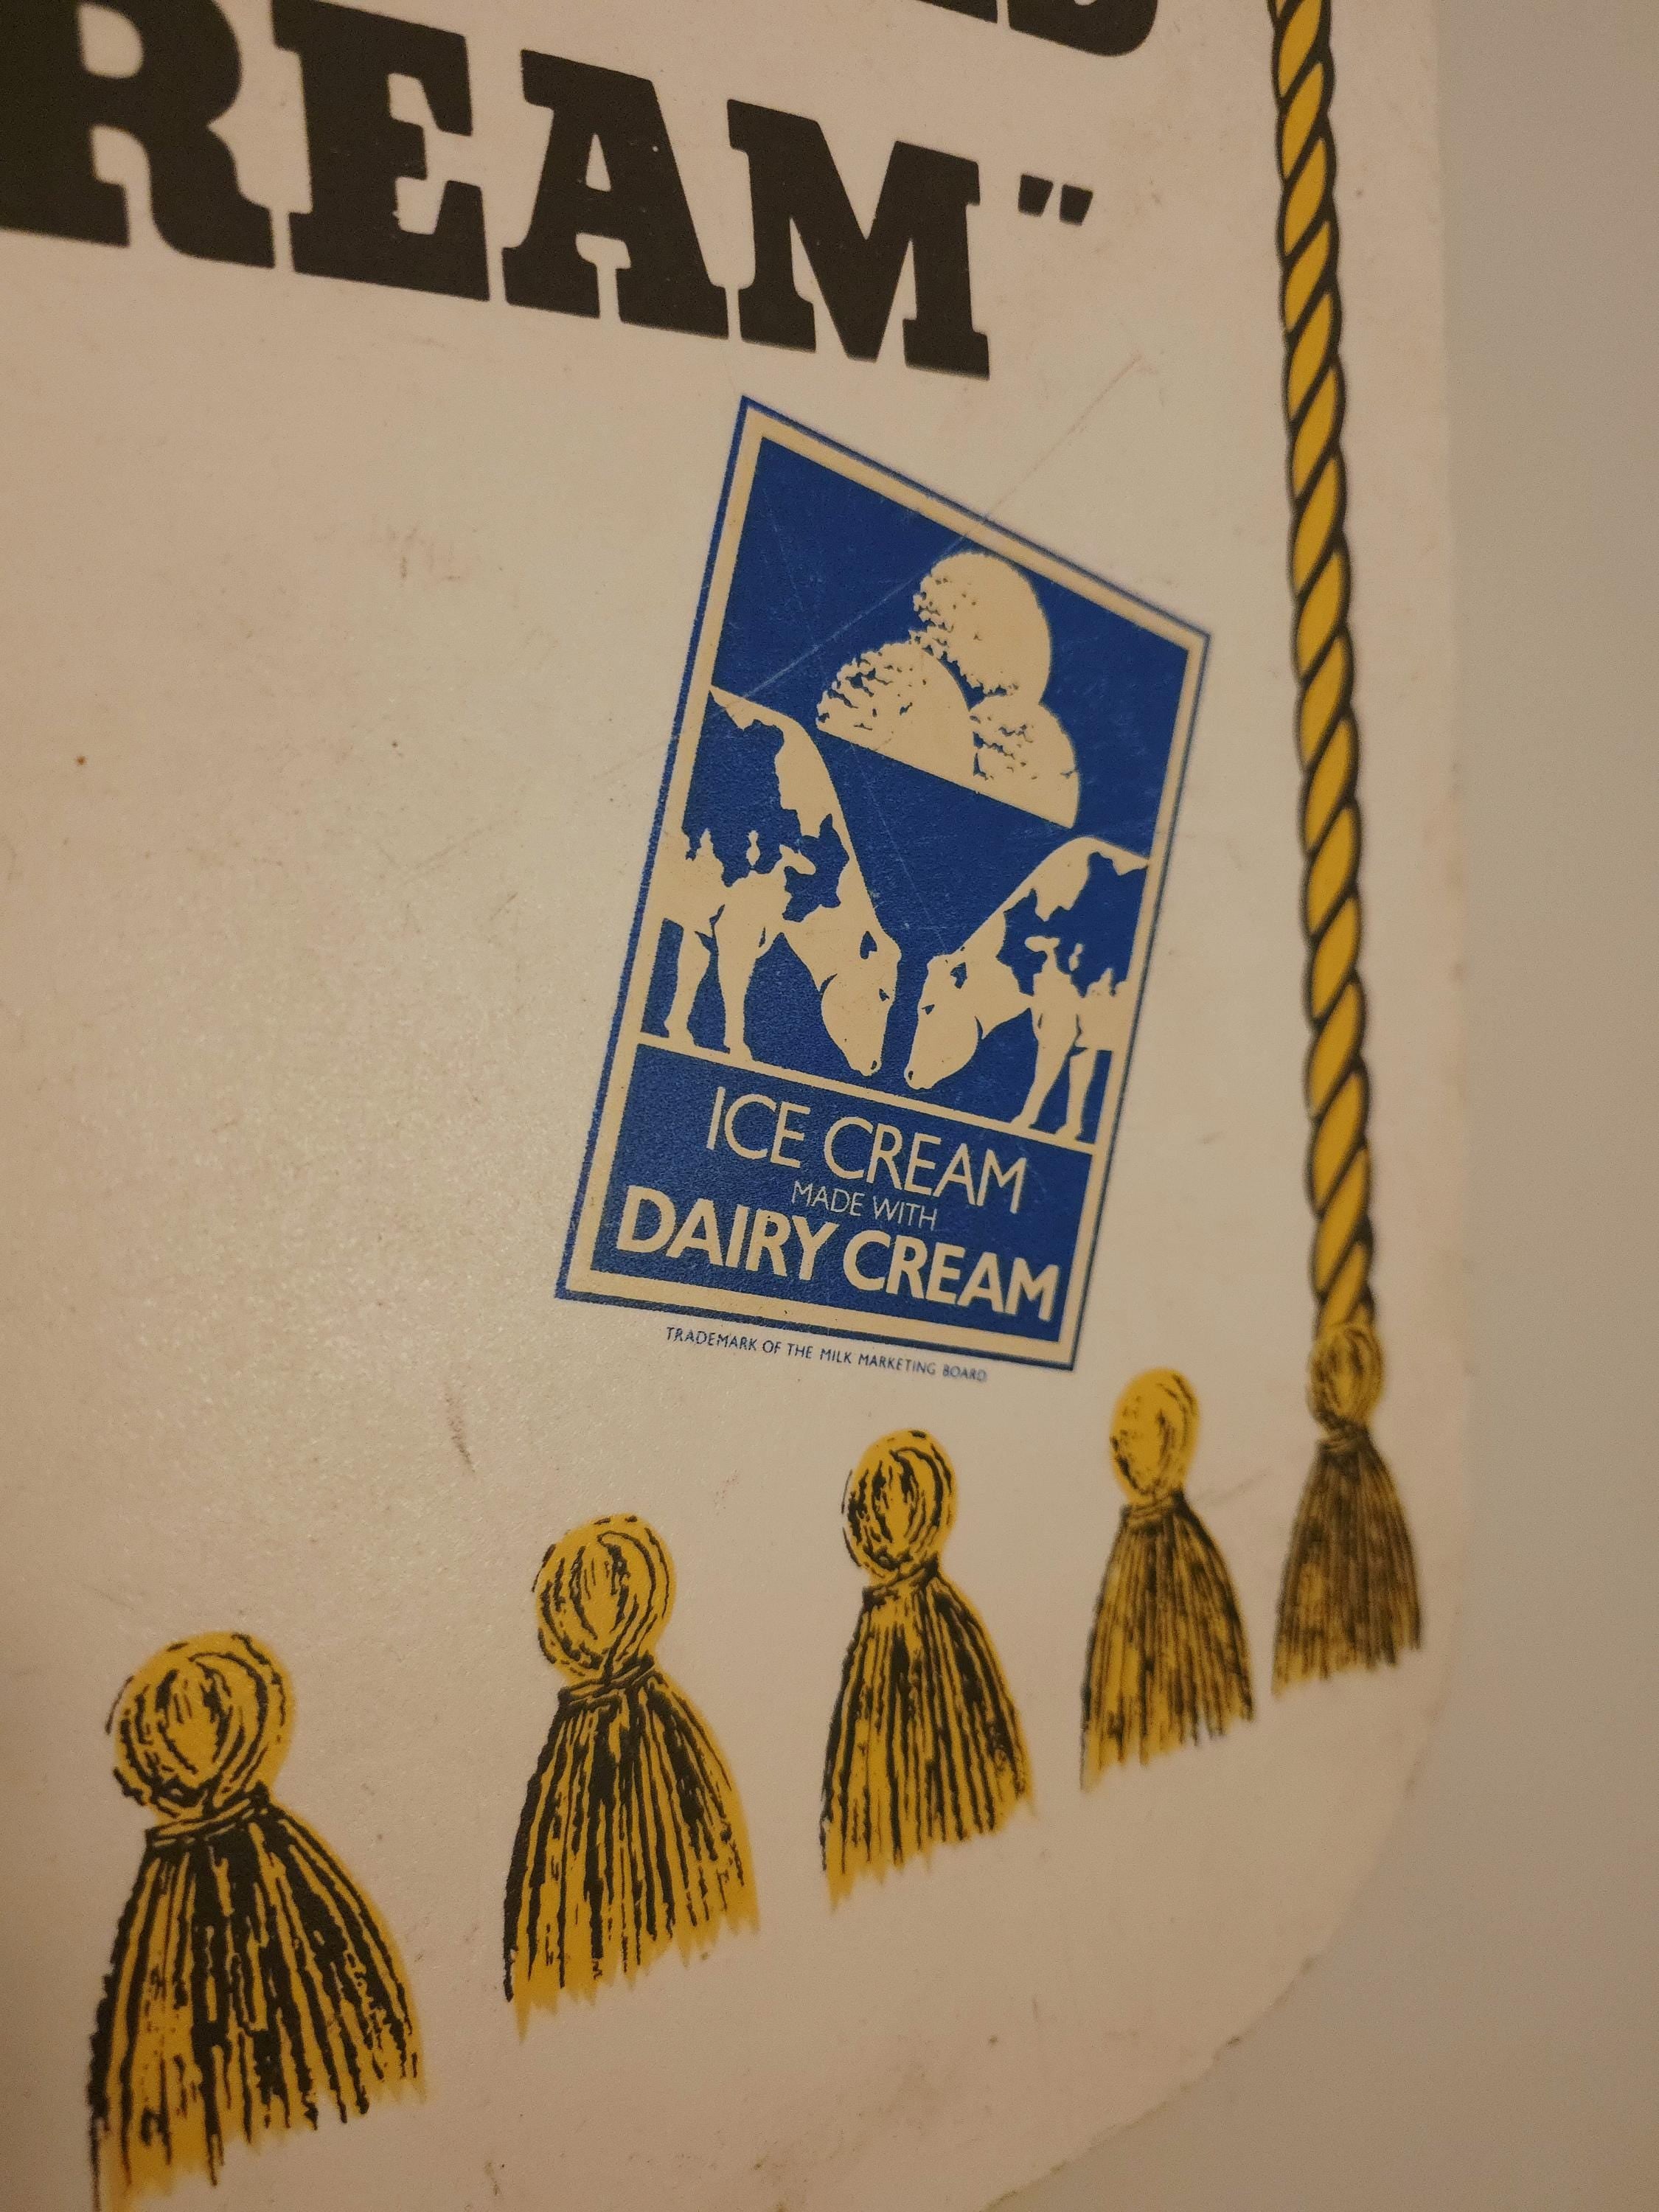 REAM"
ICE CREAM
MADE WITH
DAIRY CREAM
TRADEMARK OF THE MILK MARKETING BOARD